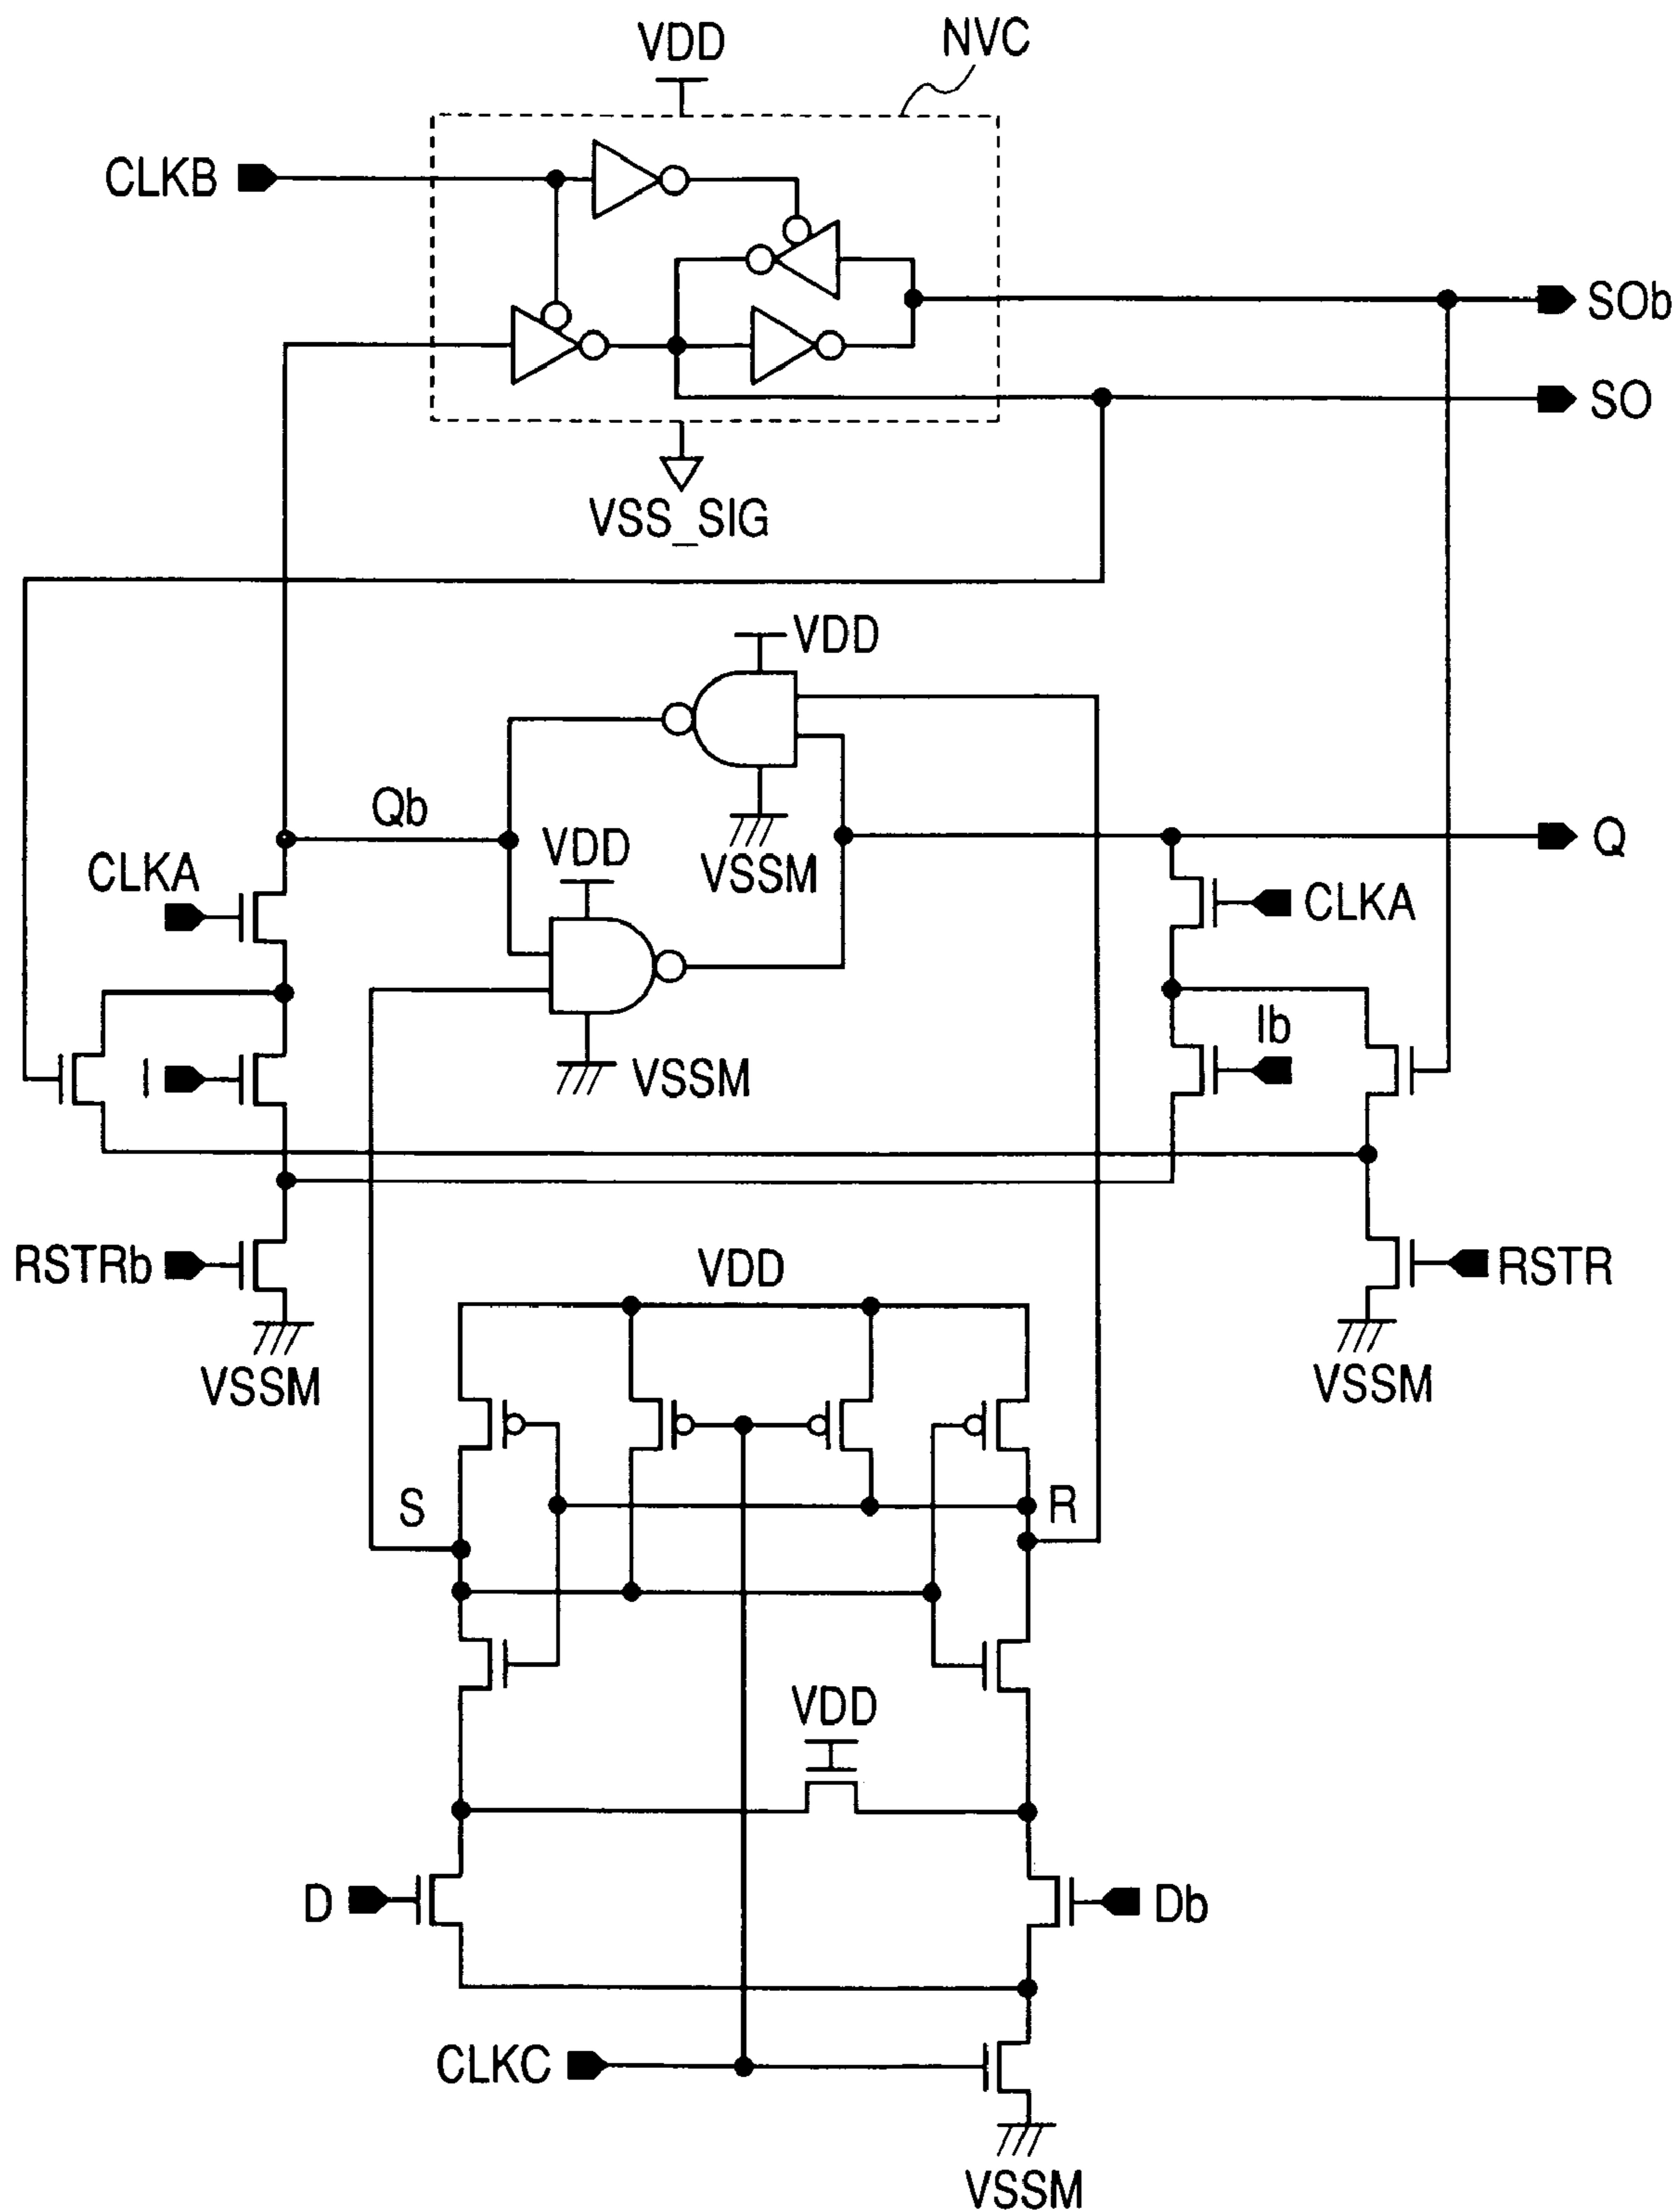 VDD
NVC
CLKB
SOb
SO
VSS_SIG
VDD
Qb
VDD
VSSM
Q
CLKA
CLKA
Ib
I
VSSM
RSTRb
VDD
RSTR
VSSM
VSSM
S
R
VDD
D
Db
CLKC
VSSM